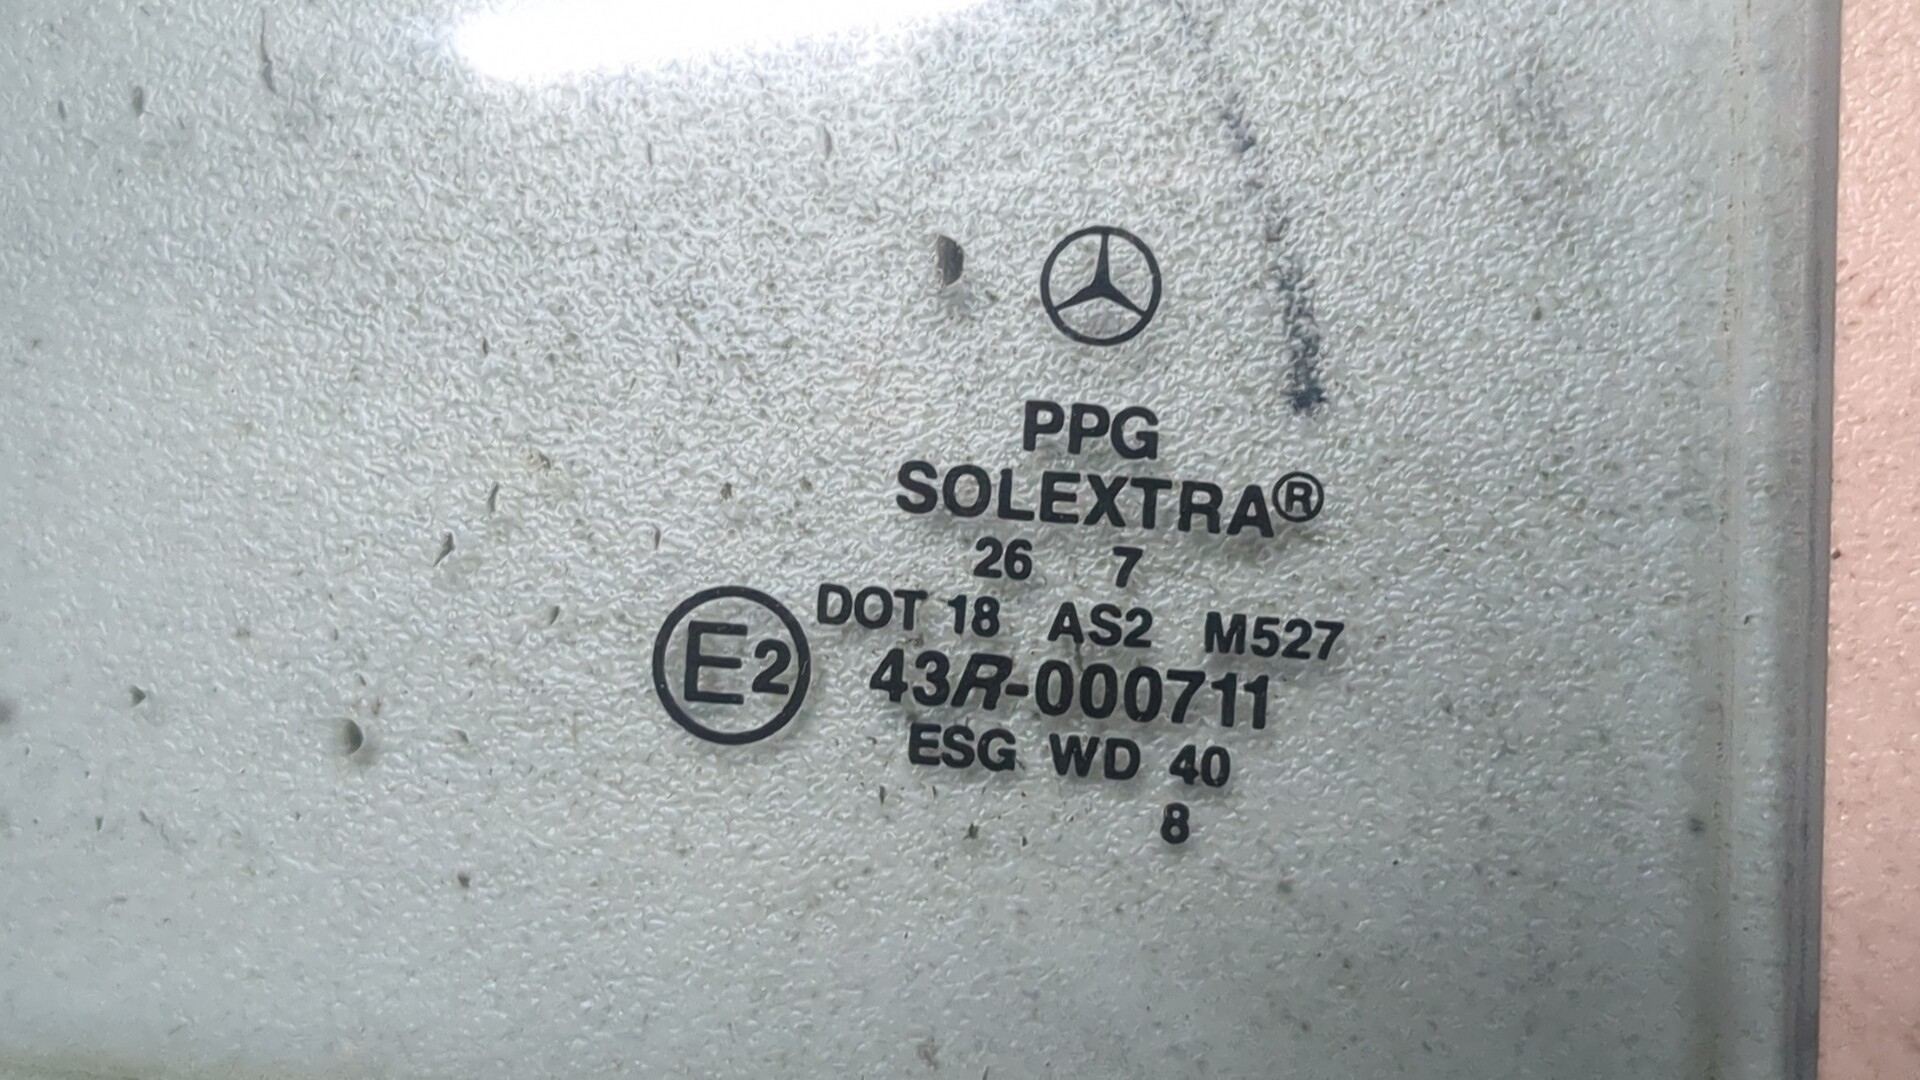 PPG
SOLEXTRA®
26 7
DOT 18 AS2 M527
E2 43R-000711
ESG WD 40
8